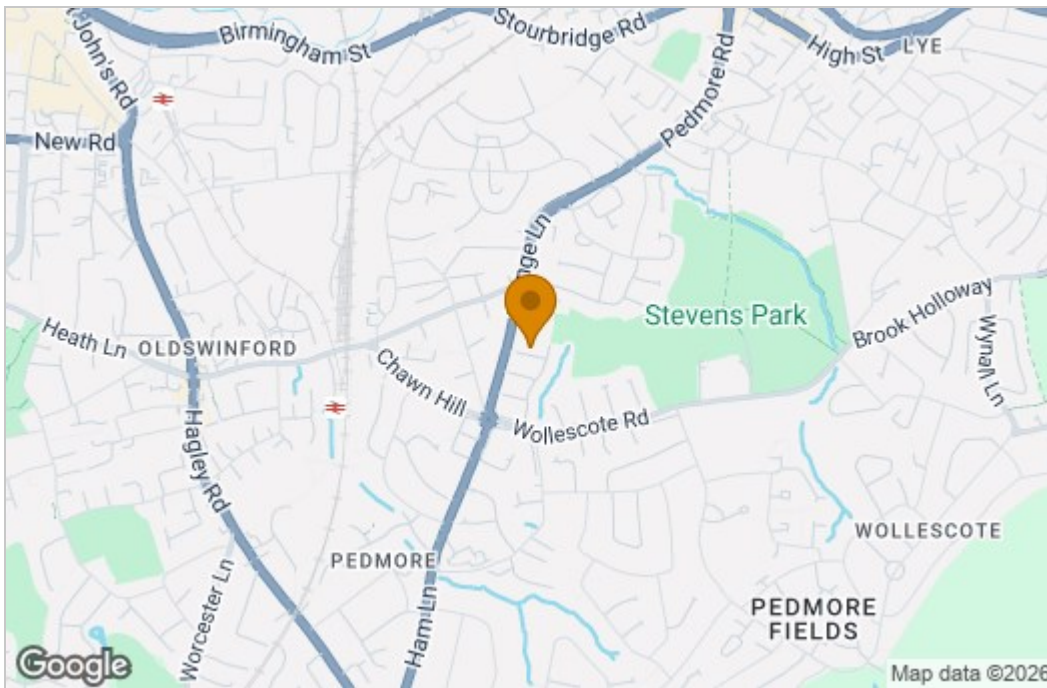 Birmingham St
Stourbridge Rd
High St
LYE
John's Rd
New Rd
Pedmore Rd
nge Ln
Stevens Park
Brook Holloway
Wynall Ln
Heath Ln
OLDSWINFORD
Chawn Hill
Wollescote Rd
Hagley Rd
WOLLESCOTE
PEDMORE
Ham Ln
Worcester Ln
PEDMORE
FIELDS
Google
Map data ©2026